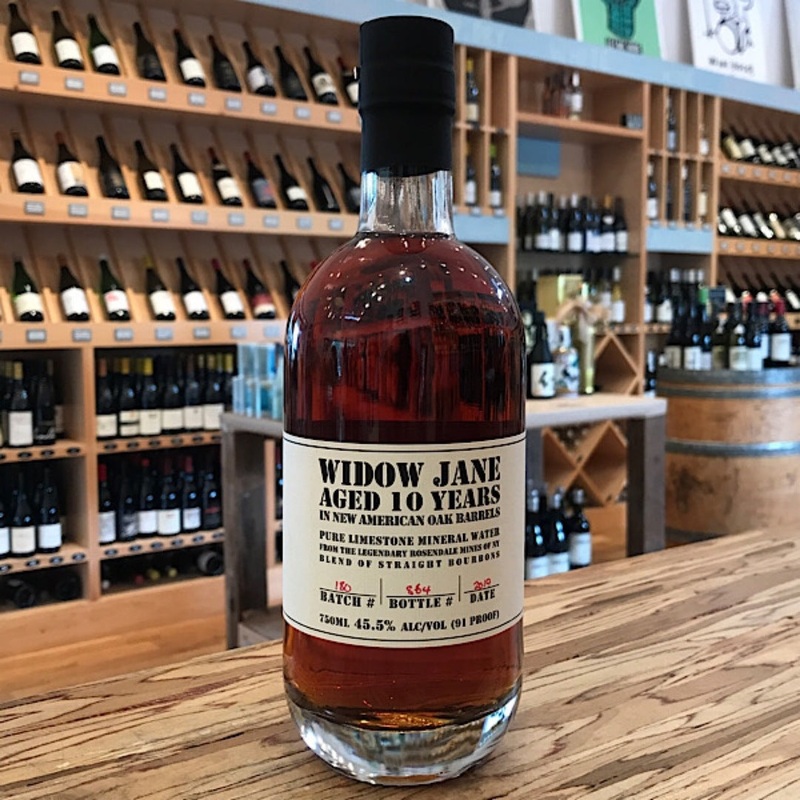 WIDOW JANE
AGED 10 YEARS
IN NEW AMERICAN OAK BARRELS
PURE LIMESTONE MINERAL WATER
FROM THE LEGENDARY ROSENDALE MINES OF NY
BLEND OF STRAIGHT BOURBONS
180 864 2019
BATCH # BOTTLE # DATE
750ML 45.5% ALC/VOL (91 PROOF)